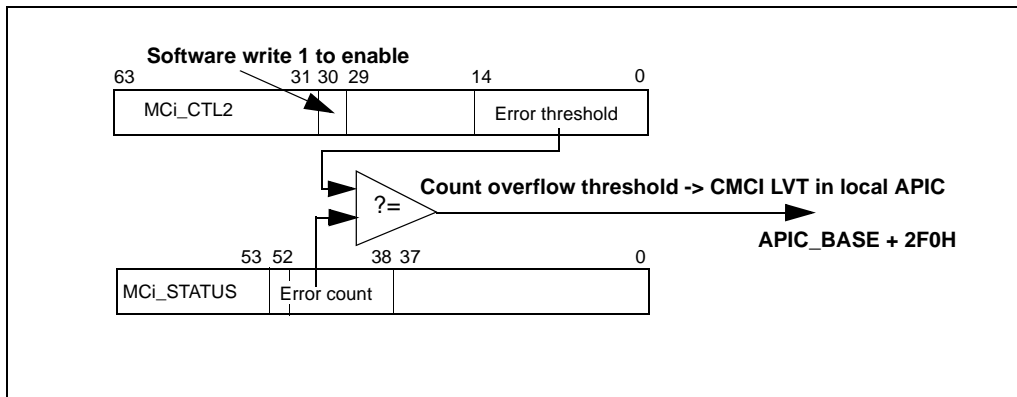 Software write 1 to enable
63 31 30 29 14 0
MCi_CTL2 Error threshold
?=
Count overflow threshold -> CMCI LVT in local APIC
APIC_BASE + 2F0H
53 52 38 37 0
MCi_STATUS Error count